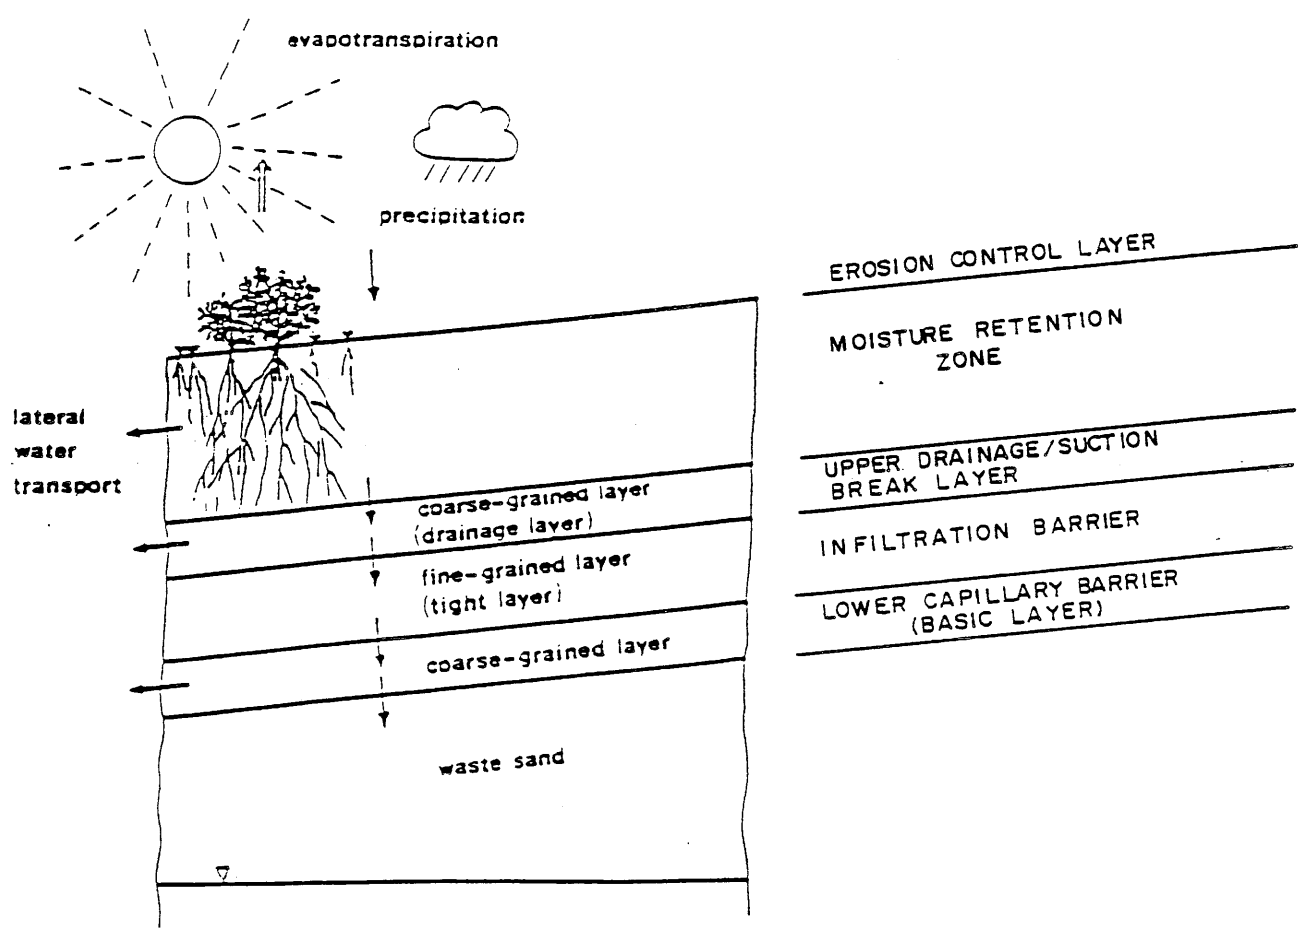 evapotranspiration
precipitation
lateral
water
transport
coarse-grained layer
(drainage layer)
fine-grained layer
(tight layer)
coarse-grained layer
waste sand
EROSION CONTROL LAYER
MOISTURE RETENTION
ZONE
UPPER DRAINAGE/SUCTION
BREAK LAYER
INFILTRATION BARRIER
LOWER CAPILLARY BARRIER
(BASIC LAYER)